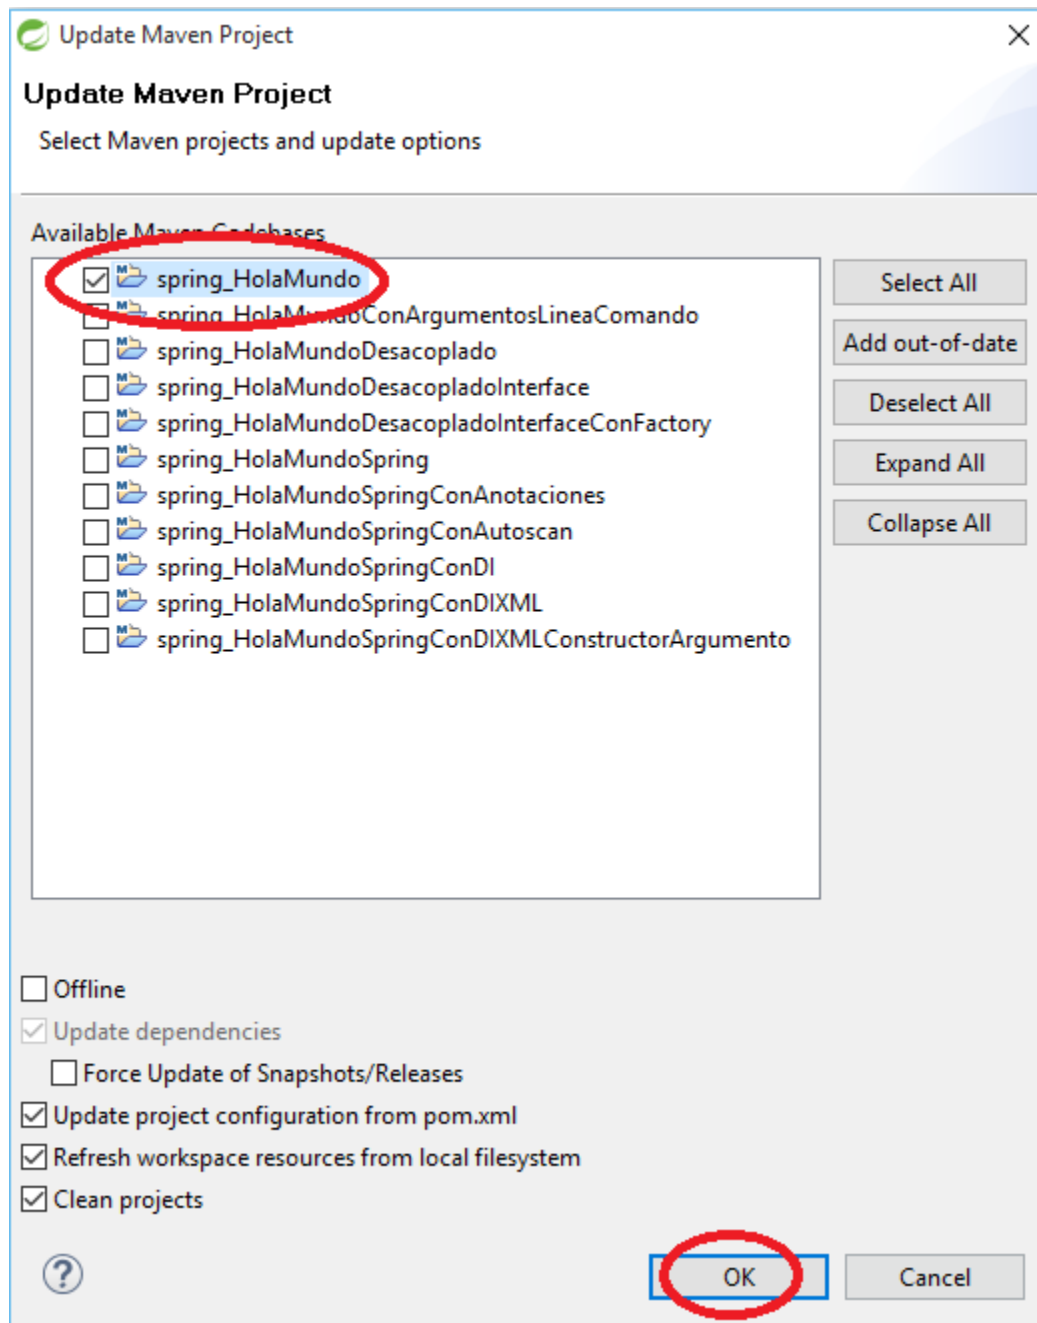 Update Maven Project
Update Maven Project
Select Maven projects and update options
Available Maven Codebases
spring_HolaMundo
spring_HolaMundoConArgumentosLineaComando
spring_HolaMundoDesacoplado
spring_HolaMundoDesacopladoInterface
spring_HolaMundoDesacopladoInterfaceConFactory
spring_HolaMundoSpring
spring_HolaMundoSpringConAnotaciones
spring_HolaMundoSpringConAutoscan
spring_HolaMundoSpringConDI
spring_HolaMundoSpringConDIXML
spring_HolaMundoSpringConDIXMLConstructorArgumento
Select All
Add out-of-date
Deselect All
Expand All
Collapse All
Offline
Update dependencies
Force Update of Snapshots/Releases
Update project configuration from pom.xml
Refresh workspace resources from local filesystem
Clean projects
OK
Cancel